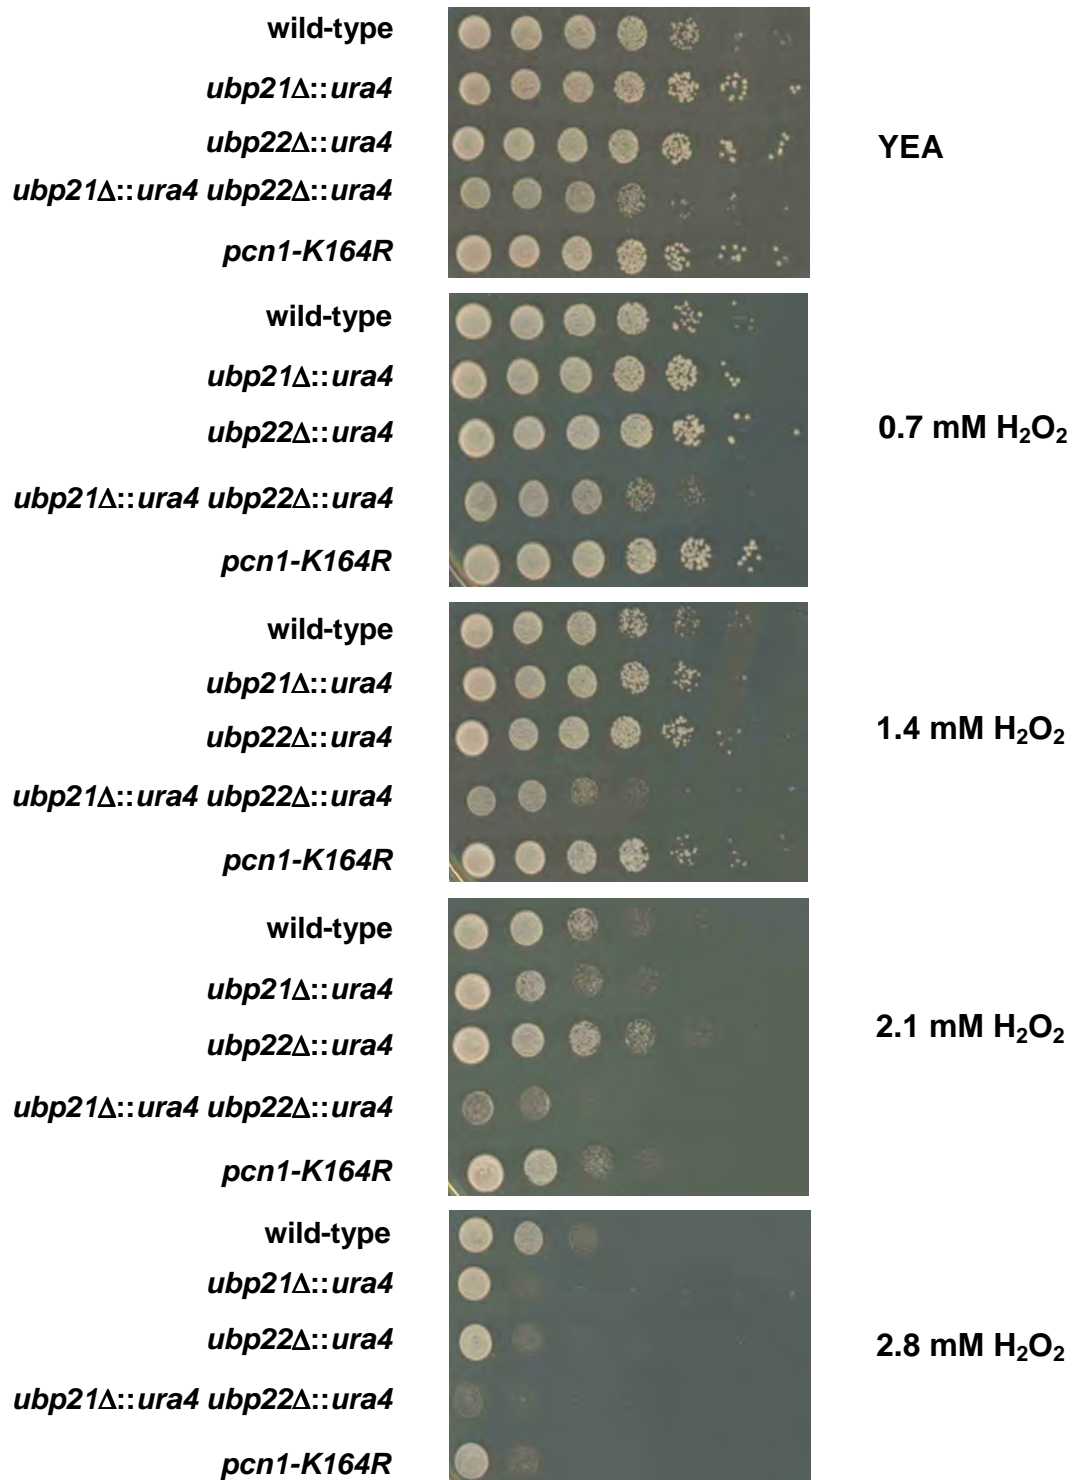 wild-type
ubp21Δ::ura4
ubp22Δ::ura4
YEA
ubp21Δ::ura4 ubp22Δ::ura4
pcn1-K164R
wild-type
ubp21Δ::ura4
ubp22Δ::ura4
0.7 mM H₂O₂
ubp21Δ::ura4 ubp22Δ::ura4
pcn1-K164R
wild-type
ubp21Δ::ura4
ubp22Δ::ura4
1.4 mM H₂O₂
ubp21Δ::ura4 ubp22Δ::ura4
pcn1-K164R
wild-type
ubp21Δ::ura4
ubp22Δ::ura4
2.1 mM H₂O₂
ubp21Δ::ura4 ubp22Δ::ura4
pcn1-K164R
wild-type
ubp21Δ::ura4
ubp22Δ::ura4
2.8 mM H₂O₂
ubp21Δ::ura4 ubp22Δ::ura4
pcn1-K164R